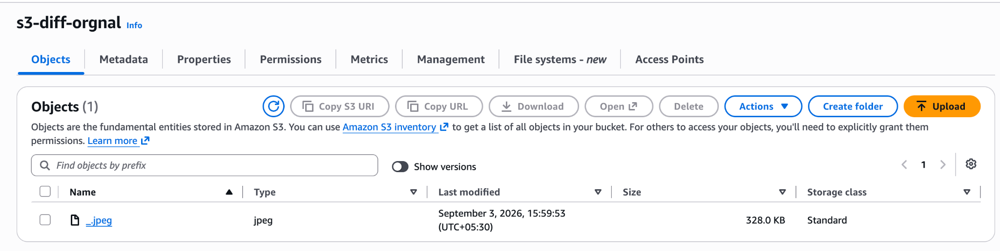 s3-diff-orgnal Info
Objects Metadata Properties Permissions Metrics Management File systems - new Access Points
Objects (1) Copy S3 URI Copy URL Download Open Delete Actions Create folder Upload
Objects are the fundamental entities stored in Amazon S3. You can use Amazon S3 inventory to get a list of all objects in your bucket. For others to access your objects, you'll need to explicitly grant them
permissions. Learn more
Find objects by prefix Show versions 1
Name Type Last modified Size Storage class
_.jpeg jpeg September 3, 2026, 15:59:53 328.0 KB Standard
(UTC+05:30)